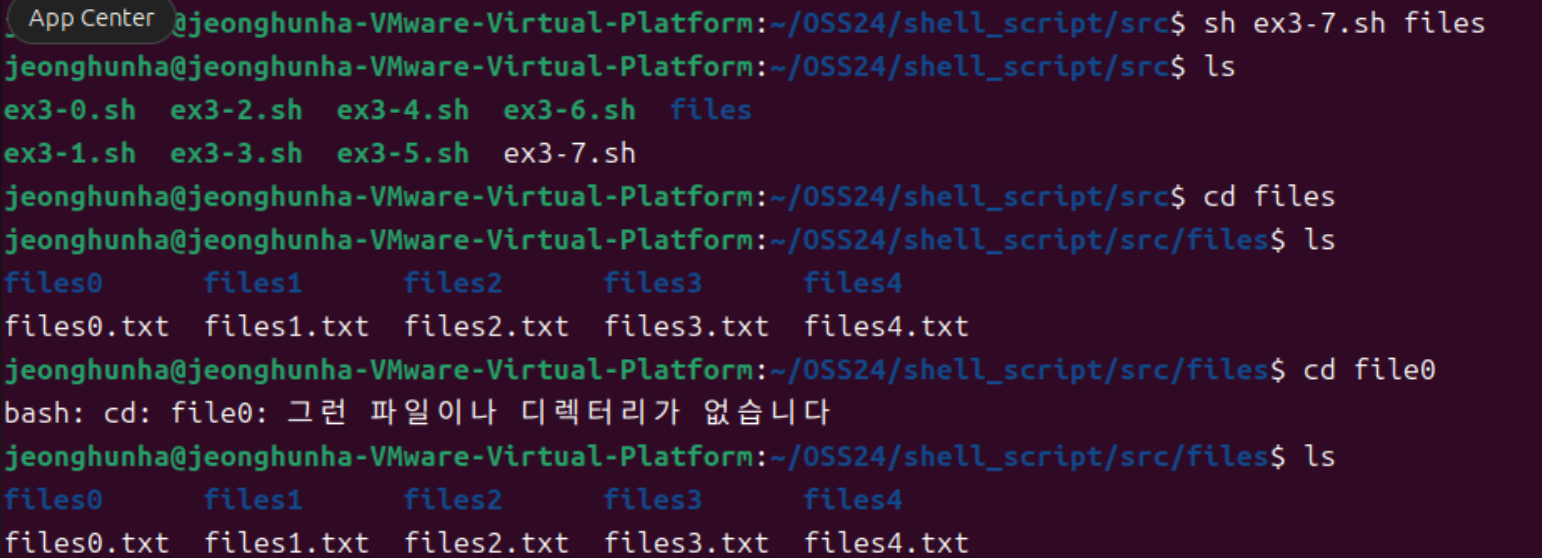 App Center
@jeonghunha-VMware-Virtual-Platform:~/OSS24/shell_script/src$ sh ex3-7.sh files
jeonghunha@jeonghunha-VMware-Virtual-Platform:~/OSS24/shell_script/src$ ls
ex3-0.sh ex3-2.sh ex3-4.sh ex3-6.sh files
ex3-1.sh ex3-3.sh ex3-5.sh ex3-7.sh
jeonghunha@jeonghunha-VMware-Virtual-Platform:~/OSS24/shell_script/src$ cd files
jeonghunha@jeonghunha-VMware-Virtual-Platform:~/OSS24/shell_script/src/files$ ls
files0 files1 files2 files3 files4
files0.txt files1.txt files2.txt files3.txt files4.txt
jeonghunha@jeonghunha-VMware-Virtual-Platform:~/OSS24/shell_script/src/files$ cd file0
bash: cd: file0: 그런 파일이나 디렉터리가 없습니다
jeonghunha@jeonghunha-VMware-Virtual-Platform:~/OSS24/shell_script/src/files$ ls
files0 files1 files2 files3 files4
files0.txt files1.txt files2.txt files3.txt files4.txt